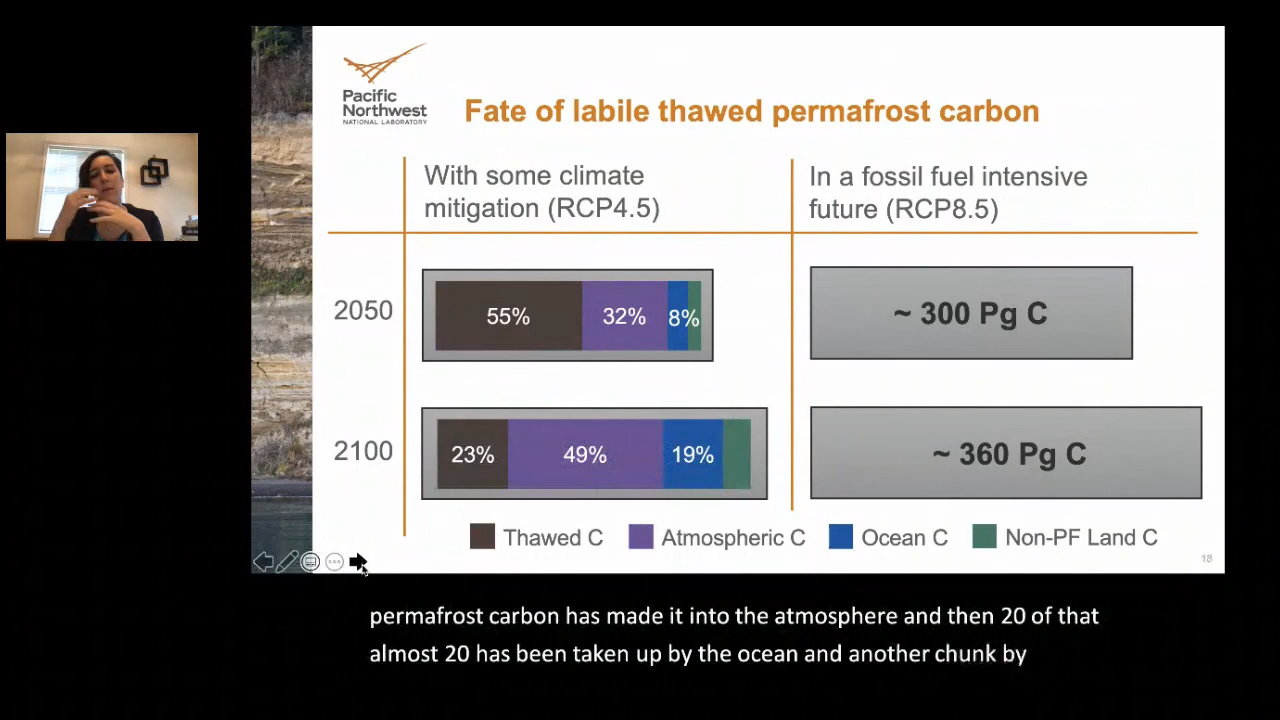 Pacific
Northwest
NATIONAL LABORATORY
Fate of labile thawed permafrost carbon
With some climate
mitigation (RCP4.5)
In a fossil fuel intensive
future (RCP8.5)
2050
55%
32%
8%
~ 300 Pg C
2100
23%
49%
19%
~ 360 Pg C
Thawed C
Atmospheric C
Ocean C
Non-PF Land C
18
permafrost carbon has made it into the atmosphere and then 20 of that
almost 20 has been taken up by the ocean and another chunk by